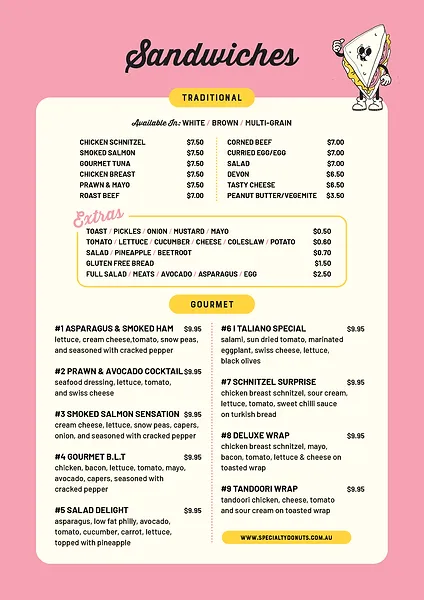 Sandwiches
TRADITIONAL
Available In: WHITE / BROWN / MULTI-GRAIN
CHICKEN SCHNITZEL $7.50
SMOKED SALMON $7.50
GOURMET TUNA $7.50
CHICKEN BREAST $7.50
PRAWN & MAYO $7.50
ROAST BEEF $7.00
CORNED BEEF $7.00
CURRIED EGG/EGG $7.00
SALAD $7.00
DEVON $6.50
TASTY CHEESE $6.50
PEANUT BUTTER/VEGEMITE $3.50
Extras
TOAST / PICKLES / ONION / MUSTARD / MAYO $0.50
TOMATO / LETTUCE / CUCUMBER / CHEESE / COLESLAW / POTATO $0.60
SALAD / PINEAPPLE / BEETROOT $0.70
GLUTEN FREE BREAD $1.50
FULL SALAD / MEATS / AVOCADO / ASPARAGUS / EGG $2.50
GOURMET
#1 ASPARAGUS & SMOKED HAM $9.95
lettuce, cream cheese,tomato, snow peas,
and seasoned with cracked pepper
#2 PRAWN & AVOCADO COCKTAIL $9.95
seafood dressing, lettuce, tomato,
and swiss cheese
#3 SMOKED SALMON SENSATION $9.95
cream cheese, lettuce, snow peas, capers,
onion, and seasoned with cracked pepper
#4 GOURMET B.L.T $9.95
chicken, bacon, lettuce, tomato, mayo,
avocado, capers, seasoned with
cracked pepper
#5 SALAD DELIGHT $9.95
asparagus, low fat philly, avocado,
tomato, cucumber, carrot, lettuce,
topped with pineapple
#6 I TALIANO SPECIAL $9.95
salami, sun dried tomato, marinated
eggplant, swiss cheese, lettuce,
black olives
#7 SCHNITZEL SURPRISE $9.95
chicken breast schnitzel, sour cream,
lettuce, tomato, sweet chilli sauce
on turkish bread
#8 DELUXE WRAP $9.95
chicken breast schnitzel, mayo,
bacon, tomato, lettuce & cheese on
toasted wrap
#9 TANDOORI WRAP $9.95
tandoori chicken, cheese, tomato
and sour cream on toasted wrap
WWW.SPECIALTYDONUTS.COM.AU